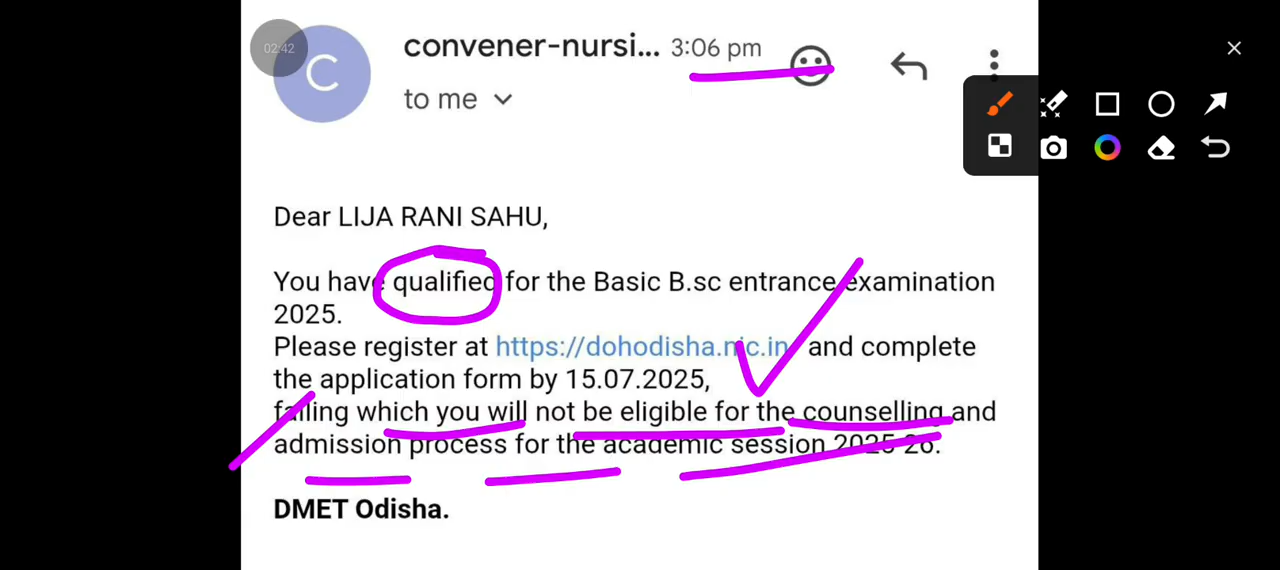 02:42
C
convener-nursi... 3:06 pm
to me
Dear LIJA RANI SAHU,
You have qualified for the Basic B.sc entrance examination
2025.
Please register at https://dohodisha.nic.in and complete
the application form by 15.07.2025,
failing which you will not be eligible for the counselling and
admission process for the academic session 2025-26.
DMET Odisha.